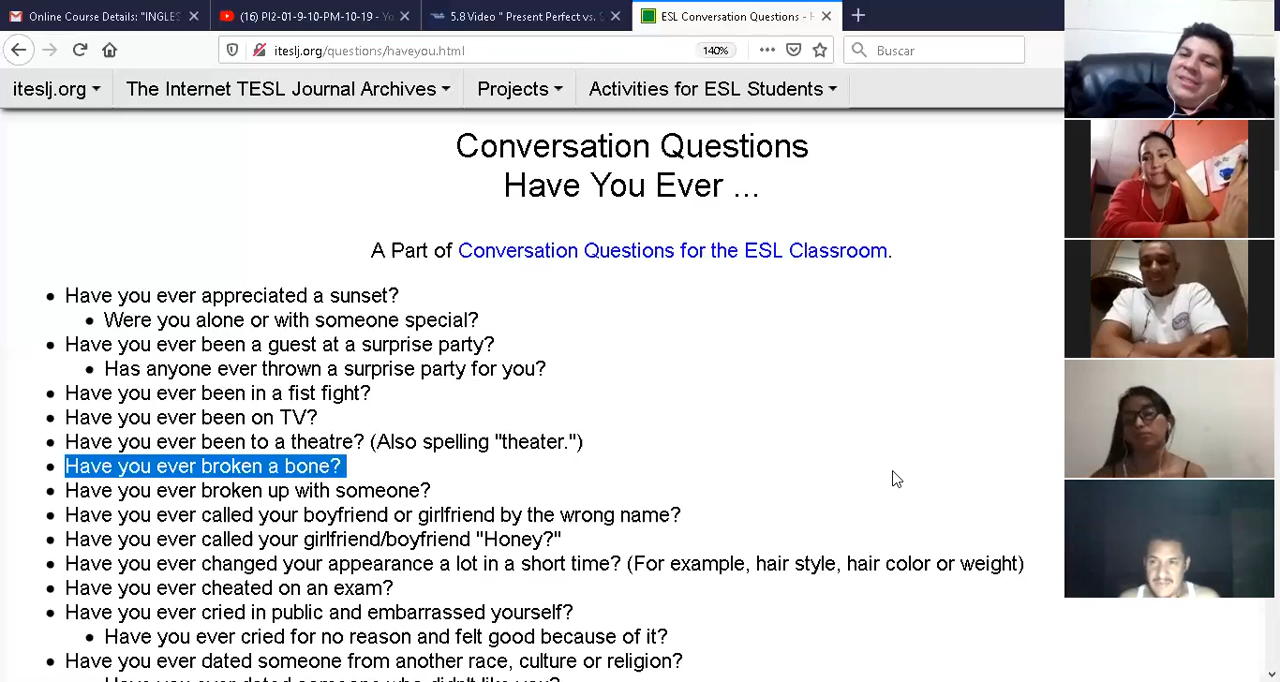 Online Course Details: "INGLES
(16) PI2-01-9-10-PM-10-19 - Yo
5.8 Video " Present Perfect vs. S
ESL Conversation Questions - H
iteslj.org/questions/haveyou.html
140%
Buscar
iteslj.org
The Internet TESL Journal Archives
Projects
Activities for ESL Students
Conversation Questions
Have You Ever ...
A Part of Conversation Questions for the ESL Classroom.
Have you ever appreciated a sunset?
Were you alone or with someone special?
Have you ever been a guest at a surprise party?
Has anyone ever thrown a surprise party for you?
Have you ever been in a fist fight?
Have you ever been on TV?
Have you ever been to a theatre? (Also spelling "theater.")
Have you ever broken a bone?
Have you ever broken up with someone?
Have you ever called your boyfriend or girlfriend by the wrong name?
Have you ever called your girlfriend/boyfriend "Honey?"
Have you ever changed your appearance a lot in a short time? (For example, hair style, hair color or weight)
Have you ever cheated on an exam?
Have you ever cried in public and embarrassed yourself?
Have you ever cried for no reason and felt good because of it?
Have you ever dated someone from another race, culture or religion?
Have you ever dated someone who didn't like you?